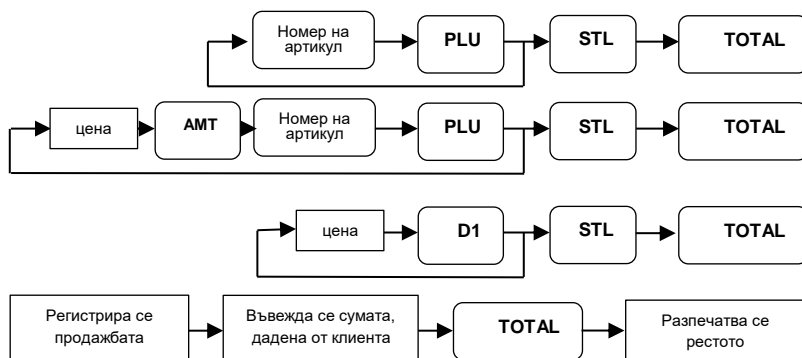 Номер на
артикул
PLU
STL
TOTAL
цена
AMT
Номер на
артикул
PLU
STL
TOTAL
цена
D1
STL
TOTAL
Регистрира се
продажбата
Въвежда се сумата,
дадена от клиента
TOTAL
Разпечатва се
рестото